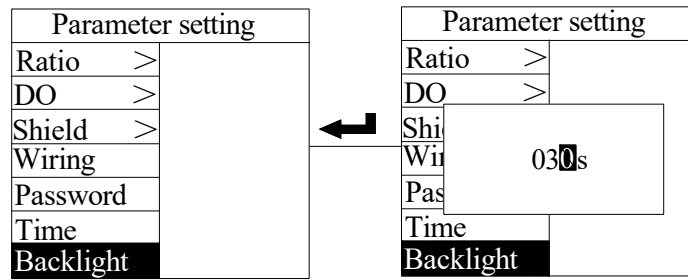 Parameter setting
Ratio >
DO >
Shield >
Wiring
Password
Time
Backlight
Parameter setting
Ratio >
DO >
Shi
Wir
Pas
030s
Time
Backlight